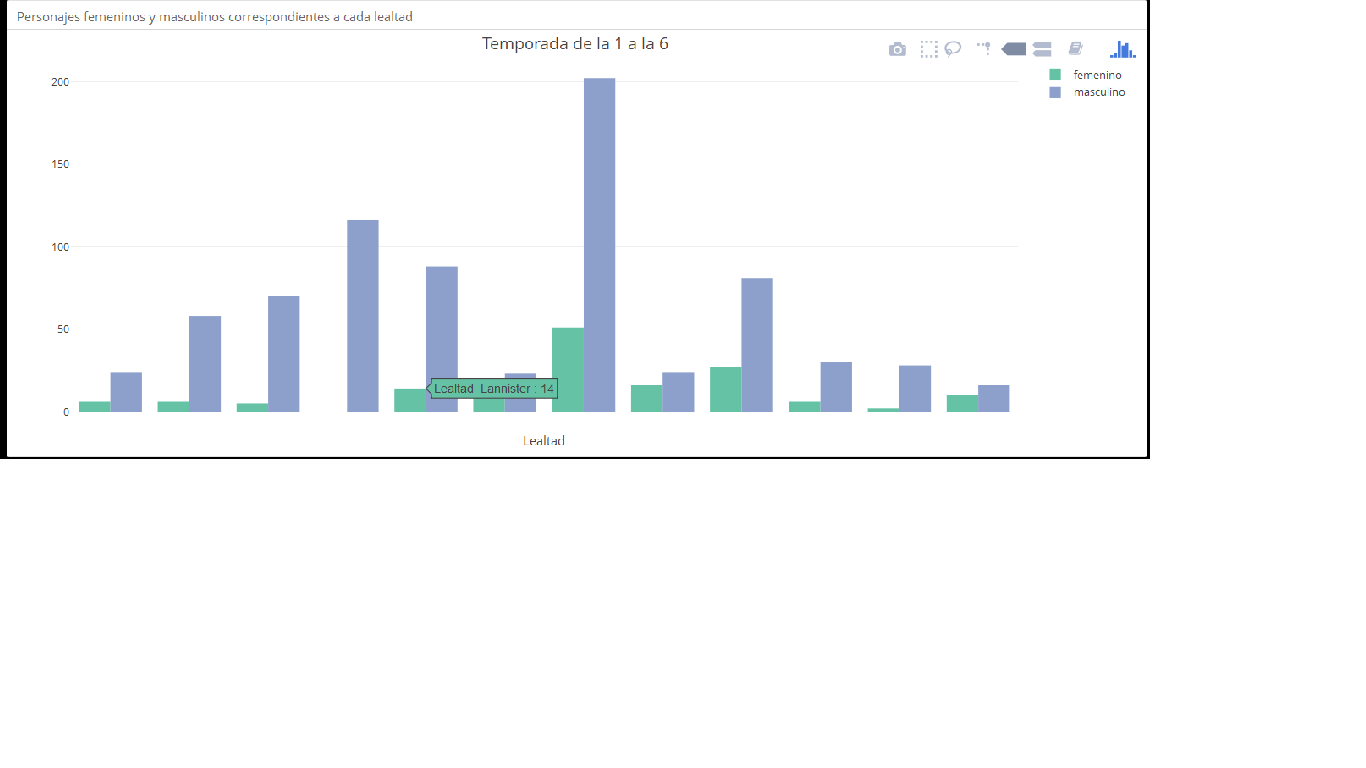 Personajes femeninos y masculinos correspondientes a cada lealtad
Temporada de la 1 a la 6
femenino
masculino
200
150
100
50
0
Lealtad Lannister : 14
Lealtad